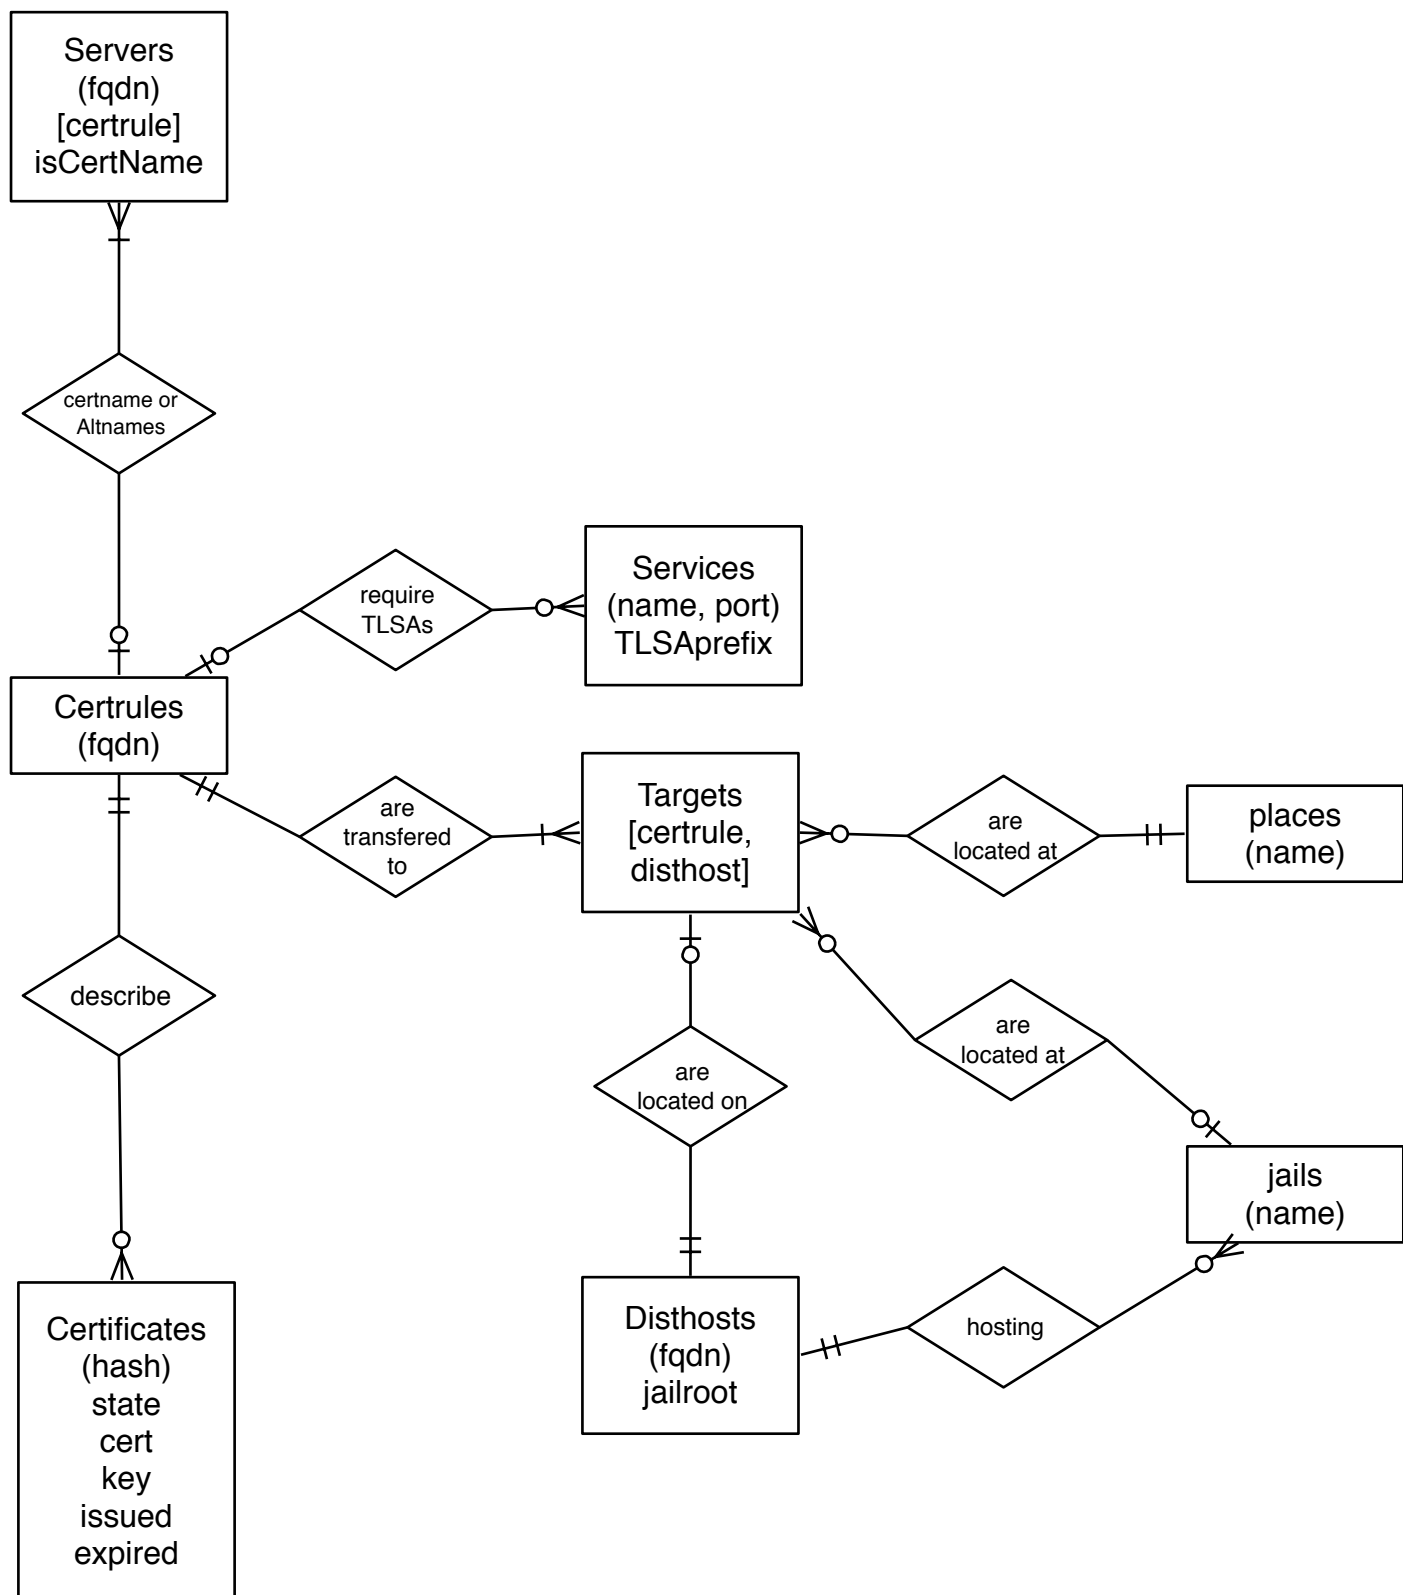 Servers
(fqdn)
[certrule]
isCertName
certname or
Altnames
require
TLSAs
Services
(name, port)
TLSAprefix
Certrules
(fqdn)
are
transfered
to
Targets
[certrule,
disthost]
are
located at
places
(name)
describe
are
located on
are
located at
jails
(name)
Disthosts
(fqdn)
jailroot
hosting
Certificates
(hash)
state
cert
key
issued
expired